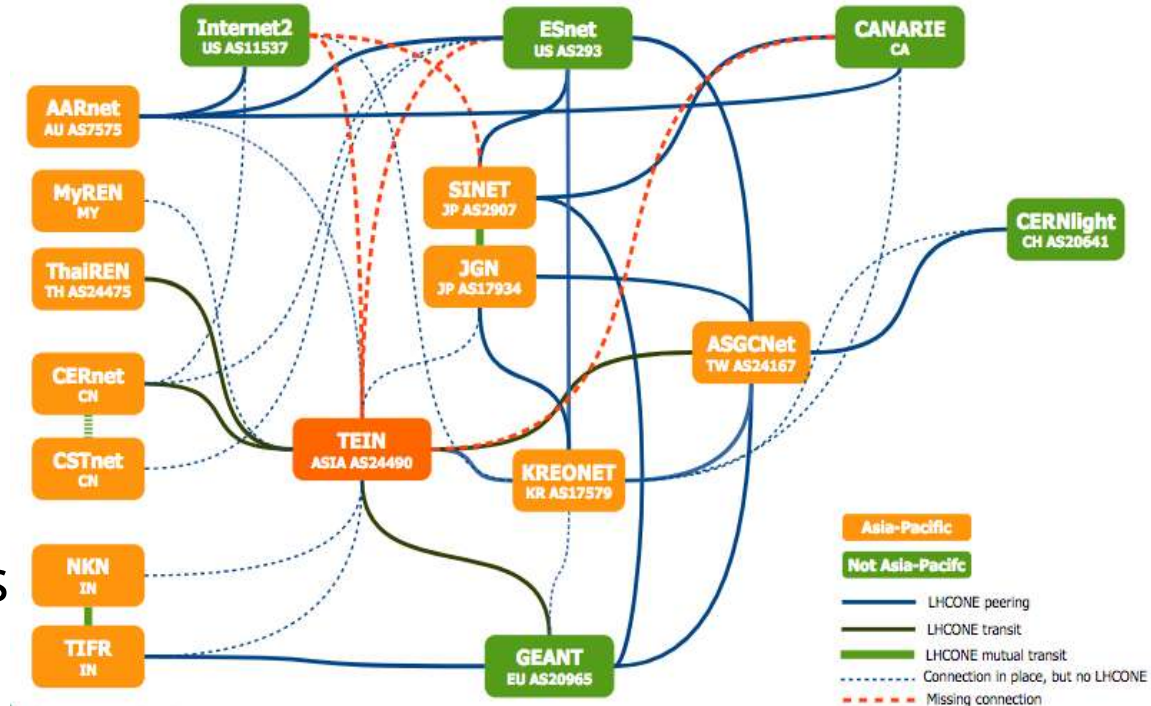 Internet2
US AS11537
ESnet
US AS293
CANARIE
CA
AARnet
AU AS7575
MyREN
MY
SINET
JP AS2907
CERNlight
CH AS20641
ThaiREN
TH AS24475
JGN
JP AS17934
ASGCNet
TW AS24167
CERnet
CN
TEIN
ASIA AS24490
CSTnet
CN
KREONET
KR AS17579
NKN
IN
s
TIFR
IN
GEANT
EU AS20965
Asia-Pacific
Not Asia-Pacifc
LHCONE peering
LHCONE transit
LHCONE mutual transit
Connection in place, but no LHCONE
Missing connection